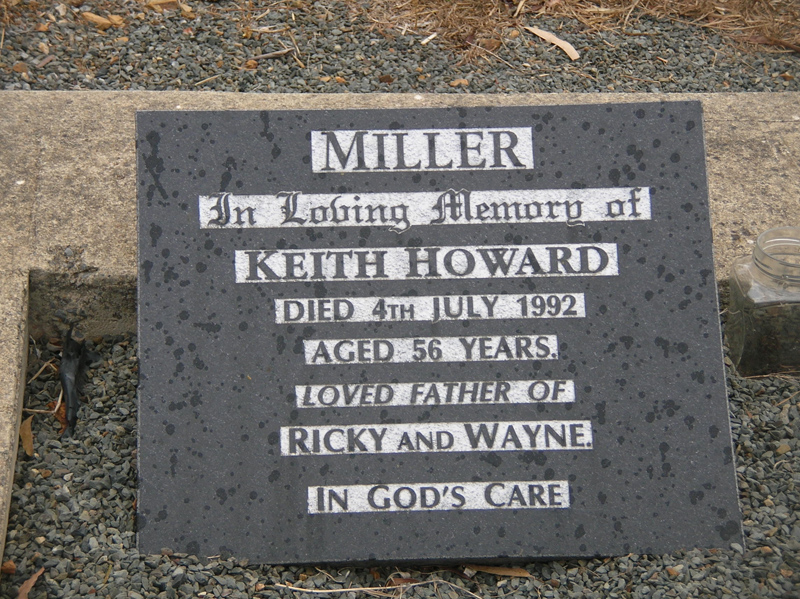 MILLER
In Loving Memory of
KEITH HOWARD
DIED 4TH JULY 1992
AGED 56 YEARS.
LOVED FATHER OF
RICKY AND WAYNE.
IN GOD'S CARE